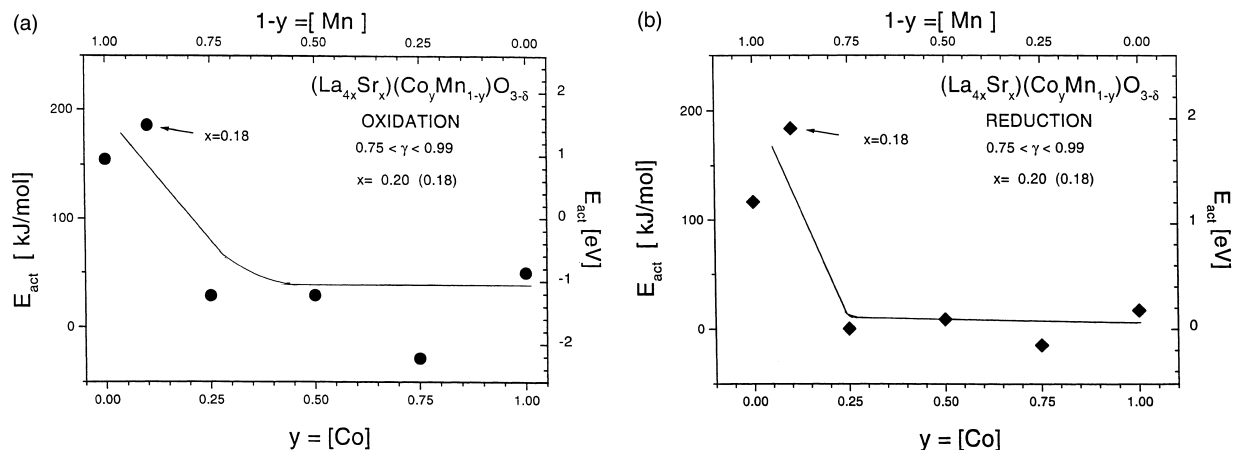 (a)
1-y =[ Mn ]
1.00 0.75 0.50 0.25 0.00
(La4xSrx)(CoyMn1-y)O3-δ
OXIDATION
0.75 < γ < 0.99
x= 0.20 (0.18)
x=0.18
Eact [ kJ/mol]
200
150
100
50
0
Eact [eV]
2
1
0
-1
-2
0.00 0.25 0.50 0.75 1.00
y = [Co]
(b)
1-y =[ Mn ]
1.00 0.75 0.50 0.25 0.00
(La4xSrx)(CoyMn1-y)O3-δ
REDUCTION
0.75 < γ < 0.99
x= 0.20 (0.18)
x=0.18
Eact [ kJ/mol]
200
150
100
50
0
Eact [eV]
2
1
0
0.00 0.25 0.50 0.75 1.00
y = [Co]